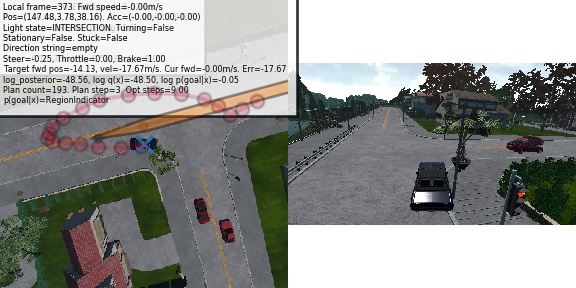 Local frame=373. Fwd speed=-0.00m/s
Pos=(147.48,3.78,38.16). Acc=(-0.00,-0.00,-0.00)
Light state=INTERSECTION. Turning=False
Stationary=False. Stuck=False
Direction string=empty
Steer=-0.25, Throttle=0.00, Brake=1.00
Target fwd pos=-14.13, vel=-17.67m/s. Cur fwd=-0.00m/s. Err=-17.67
log_posterior=-48.56, log q(x)=-48.50, log p(goal|x)=-0.05
Plan count=193. Plan step=3. Opt steps=9.00
p(goal|x)=RegionIndicator